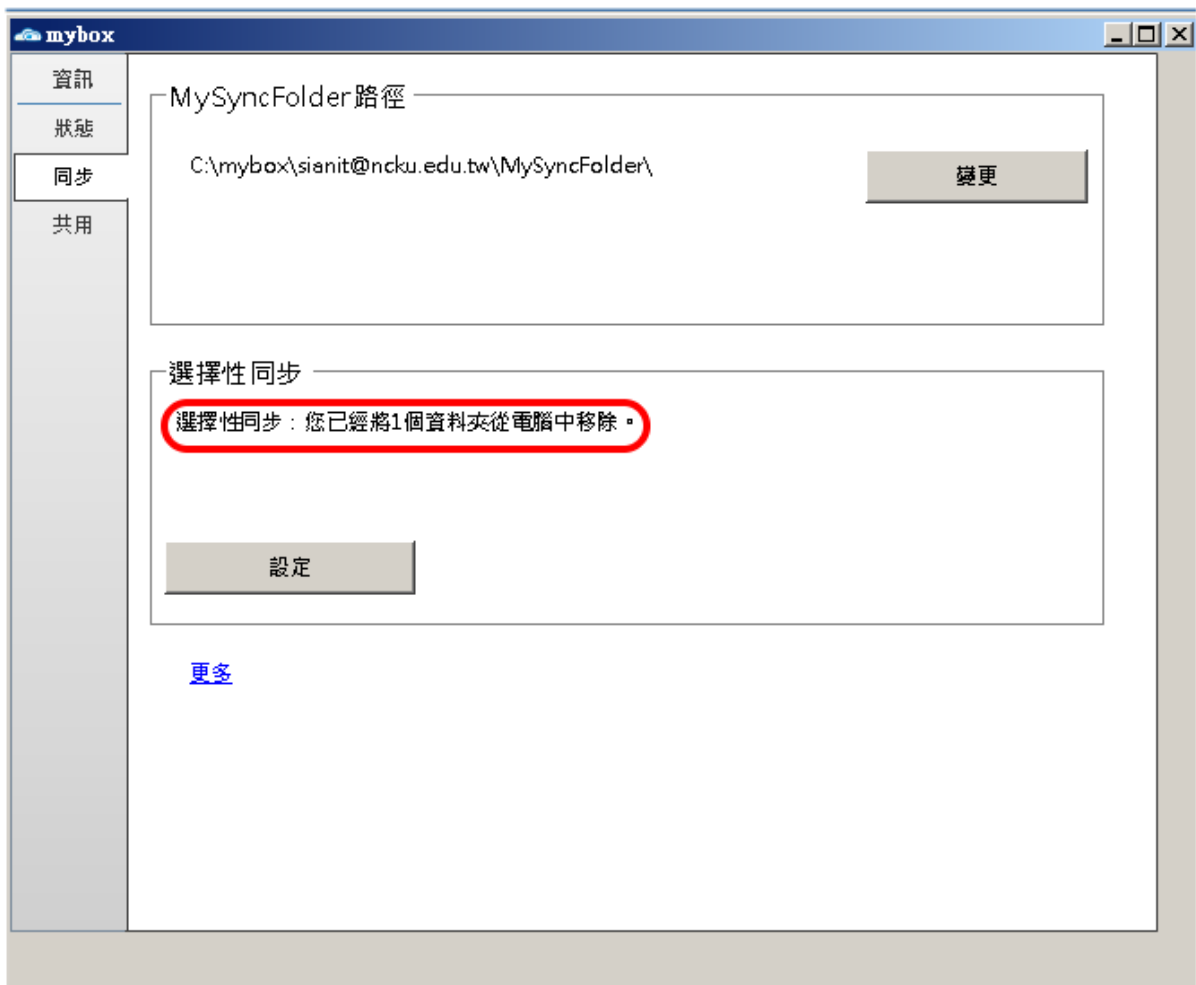 mybox
資訊
狀態
同步
共用
MySyncFolder路徑
C:\mybox\sianit@ncku.edu.tw\MySyncFolder\
變更
選擇性同步
選擇性同步：您已經將1個資料夾從電腦中移除。
設定
更多